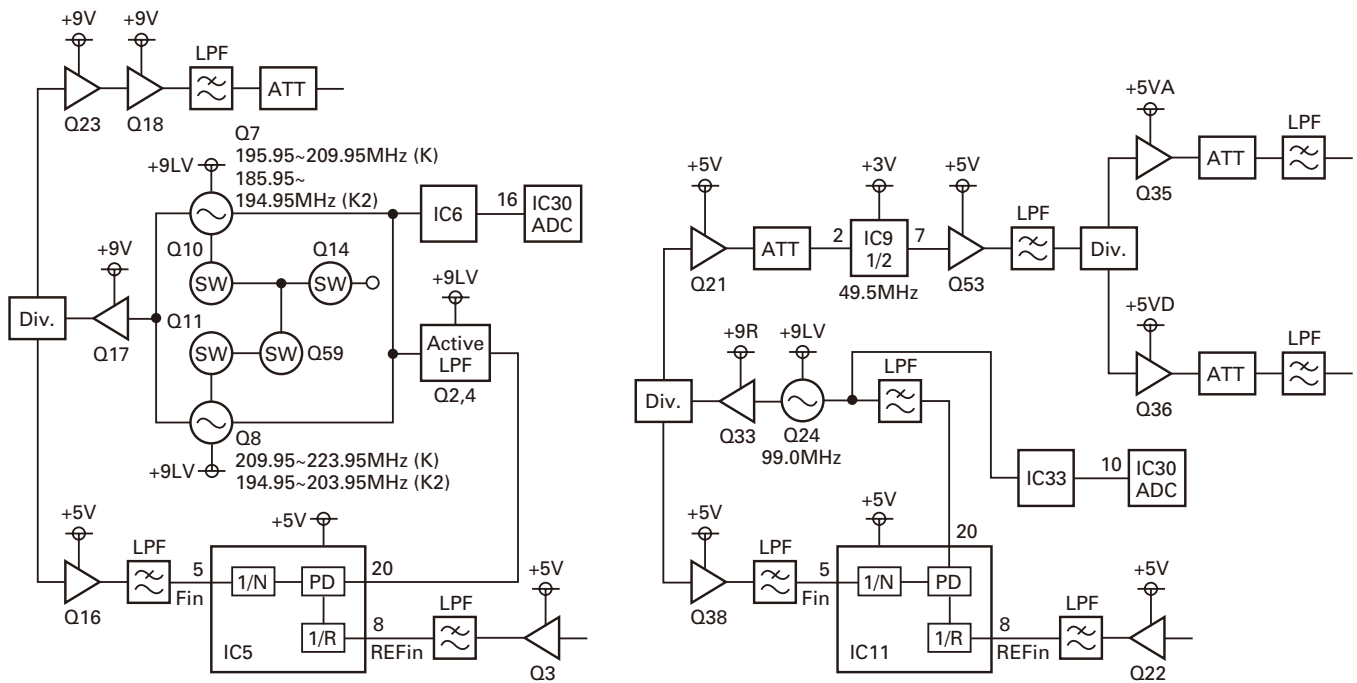 +9V
+9V
LPF
ATT
Q23
Q18
Q7
195.95~209.95MHz (K)
185.95~
194.95MHz (K2)
+9LV
Q10
SW
Q14
SW
IC6
16
IC30
ADC
+9V
Div.
Q17
Q11
SW
SW
Q59
+9LV
Active
LPF
Q2,4
Q8
+9LV
209.95~223.95MHz (K)
194.95~203.95MHz (K2)
+5V
Q16
LPF
5
Fin
+5V
1/N
PD
20
1/R
IC5
8
REFin
LPF
+5V
Q3
+5V
Q21
ATT
2
+3V
IC9
1/2
49.5MHz
7
+5V
Q53
LPF
Div.
+5VA
Q35
ATT
LPF
+5VD
Q36
ATT
LPF
Div.
+9R
Q33
+9LV
Q24
99.0MHz
LPF
IC33
10
IC30
ADC
+5V
Q38
LPF
5
Fin
+5V
20
1/N
PD
1/R
IC11
8
REFin
LPF
+5V
Q22